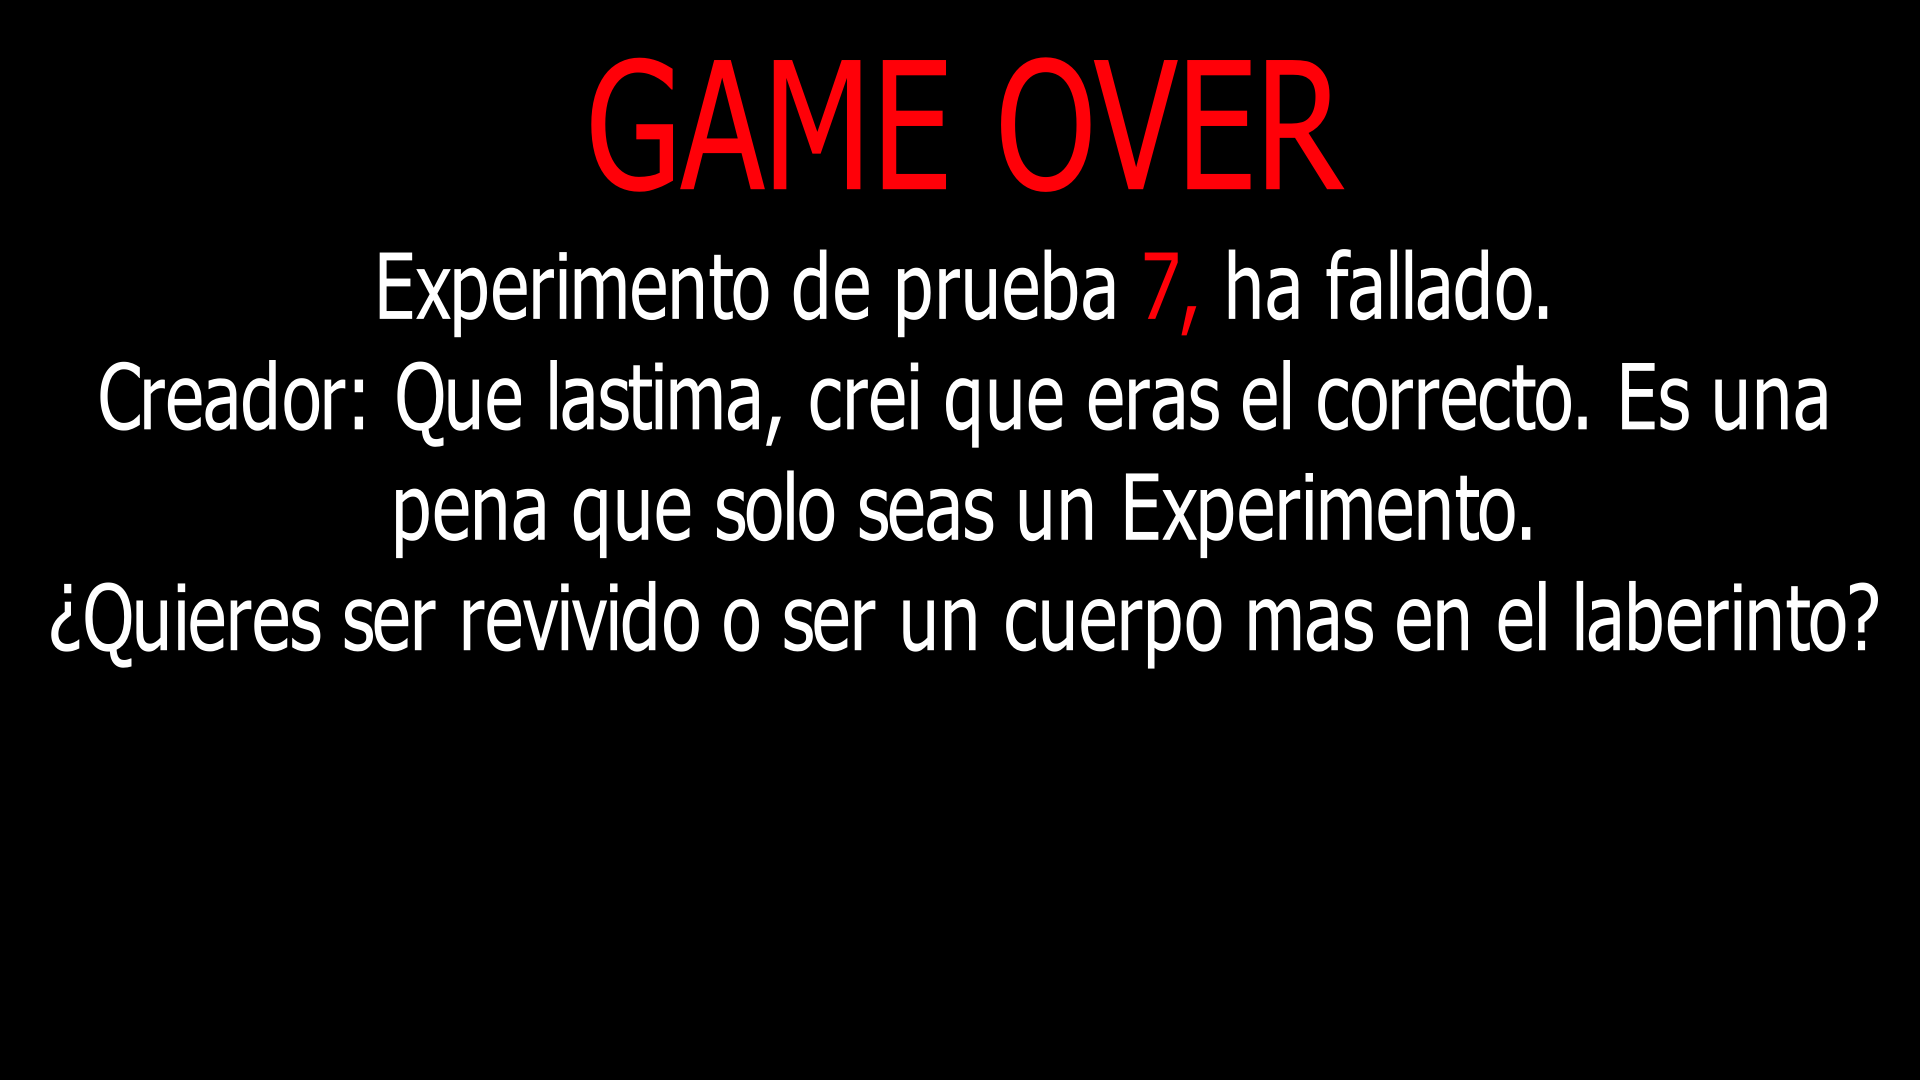 GAME OVER
Experimento de prueba 7, ha fallado.
Creador: Que lastima, crei que eras el correcto. Es una
pena que solo seas un Experimento.
¿Quieres ser revivido o ser un cuerpo mas en el laberinto?